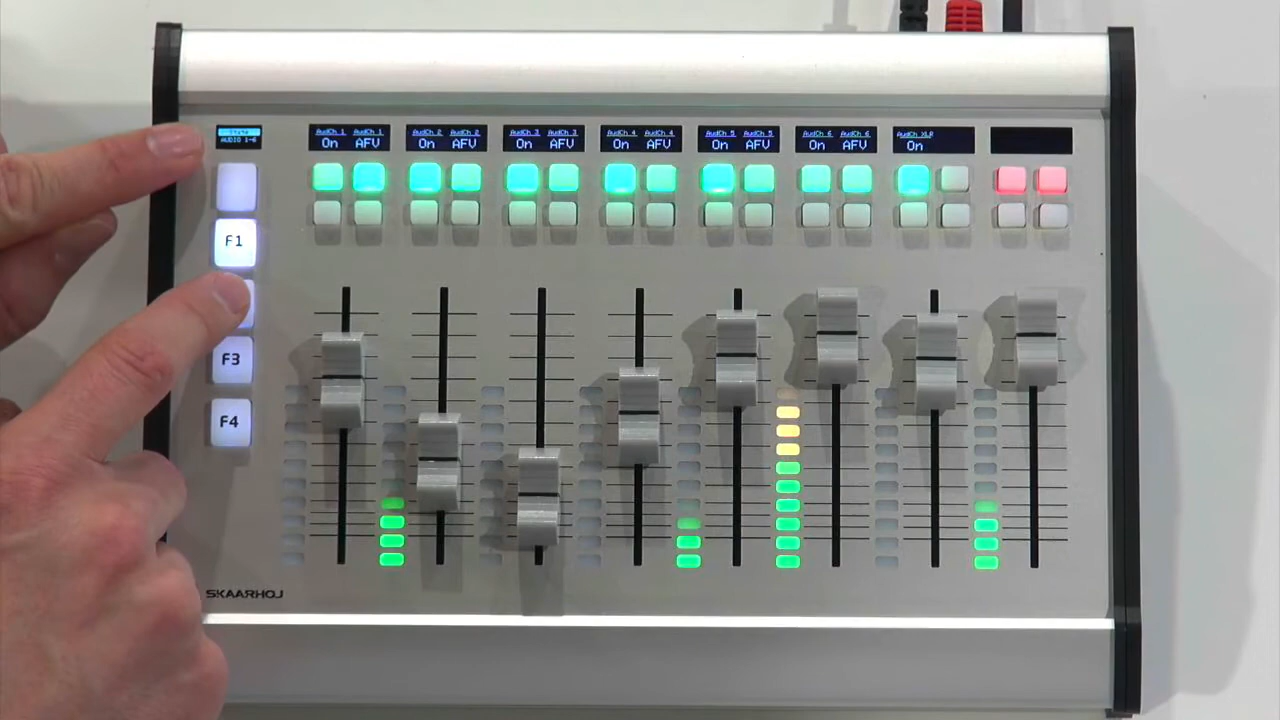 State
AUDIO 1-6
AudCh 1 AudCh 1
On AFV
AudCh 2 AudCh 2
On AFV
AudCh 3 AudCh 3
On AFV
AudCh 4 AudCh 4
On AFV
AudCh 5 AudCh 5
On AFV
AudCh 6 AudCh 6
On AFV
AudCh XLR
On
F1
F3
F4
SKAARHOJ